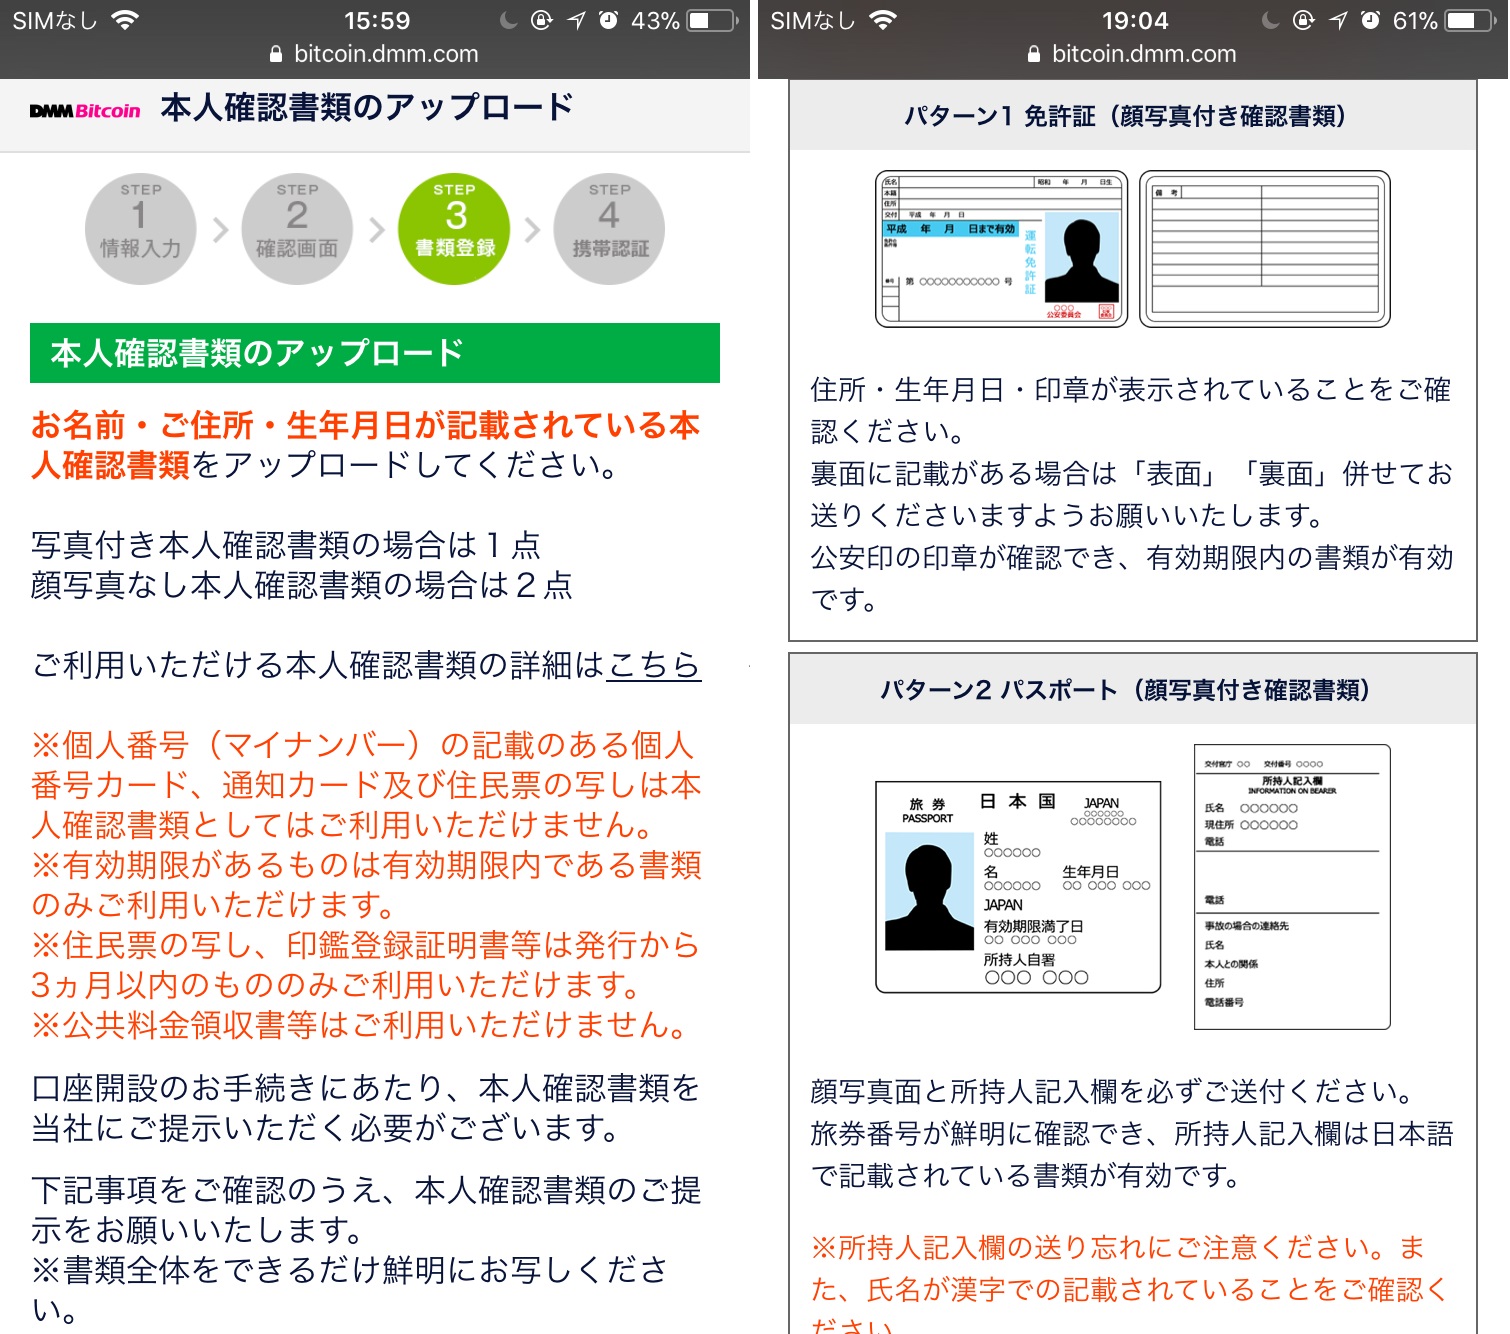 SIMなし 15:59 43%
bitcoin.dmm.com
DMM Bitcoin 本人確認書類のアップロード
STEP 1 情報入力
STEP 2 確認画面
STEP 3 書類登録
STEP 4 携帯認証
本人確認書類のアップロード
お名前・ご住所・生年月日が記載されている本
人確認書類をアップロードしてください。
写真付き本人確認書類の場合は１点
顔写真なし本人確認書類の場合は２点
ご利用いただける本人確認書類の詳細はこちら
※個人番号（マイナンバー）の記載のある個人
番号カード、通知カード及び住民票の写しは本
人確認書類としてはご利用いただけません。
※有効期限があるものは有効期限内である書類
のみご利用いただけます。
※住民票の写し、印鑑登録証明書等は発行から
3ヵ月以内のもののみご利用いただけます。
※公共料金領収書等はご利用いただけません。
口座開設のお手続きにあたり、本人確認書類を
当社にご提示いただく必要がございます。
下記事項をご確認のうえ、本人確認書類のご提
示をお願いいたします。
※書類全体をできるだけ鮮明にお写しくださ
い。
SIMなし 19:04 61%
bitcoin.dmm.com
パターン1 免許証（顔写真付き確認書類）
氏名 昭和 年 月 日生
本籍
住所
交付 平成 年 月 日
平成 年 月 日まで有効
運転免許証
番号 第 ○○○○○○○○○○○ 号
○○○
公安委員会
備考
住所・生年月日・印章が表示されていることをご確
認ください。
裏面に記載がある場合は「表面」「裏面」併せてお
送りくださいますようお願いいたします。
公安印の印章が確認でき、有効期限内の書類が有効
です。
パターン2 パスポート（顔写真付き確認書類）
旅券 日本国 JAPAN
PASSPORT ○○○○○○
○○○○○○○○
姓
○○○○○○
名 生年月日
○○○○○○ ○○ ○○○ ○○○
JAPAN
有効期限満了日
○○ ○○○ ○○○
所持人自署
○○○ ○○○
交付官庁 ○○ 交付番号 ○○○○
所持人記入欄
INFORMATION ON BEARER
氏名 ○○○○○○
現住所 ○○○○○○
電話
電話
事故の場合の連絡先
氏名
本人との関係
住所
電話番号
顔写真面と所持人記入欄を必ずご送付ください。
旅券番号が鮮明に確認でき、所持人記入欄は日本語
で記載されている書類が有効です。
※所持人記入欄の送り忘れにご注意ください。ま
た、氏名が漢字での記載されていることをご確認く
ださい